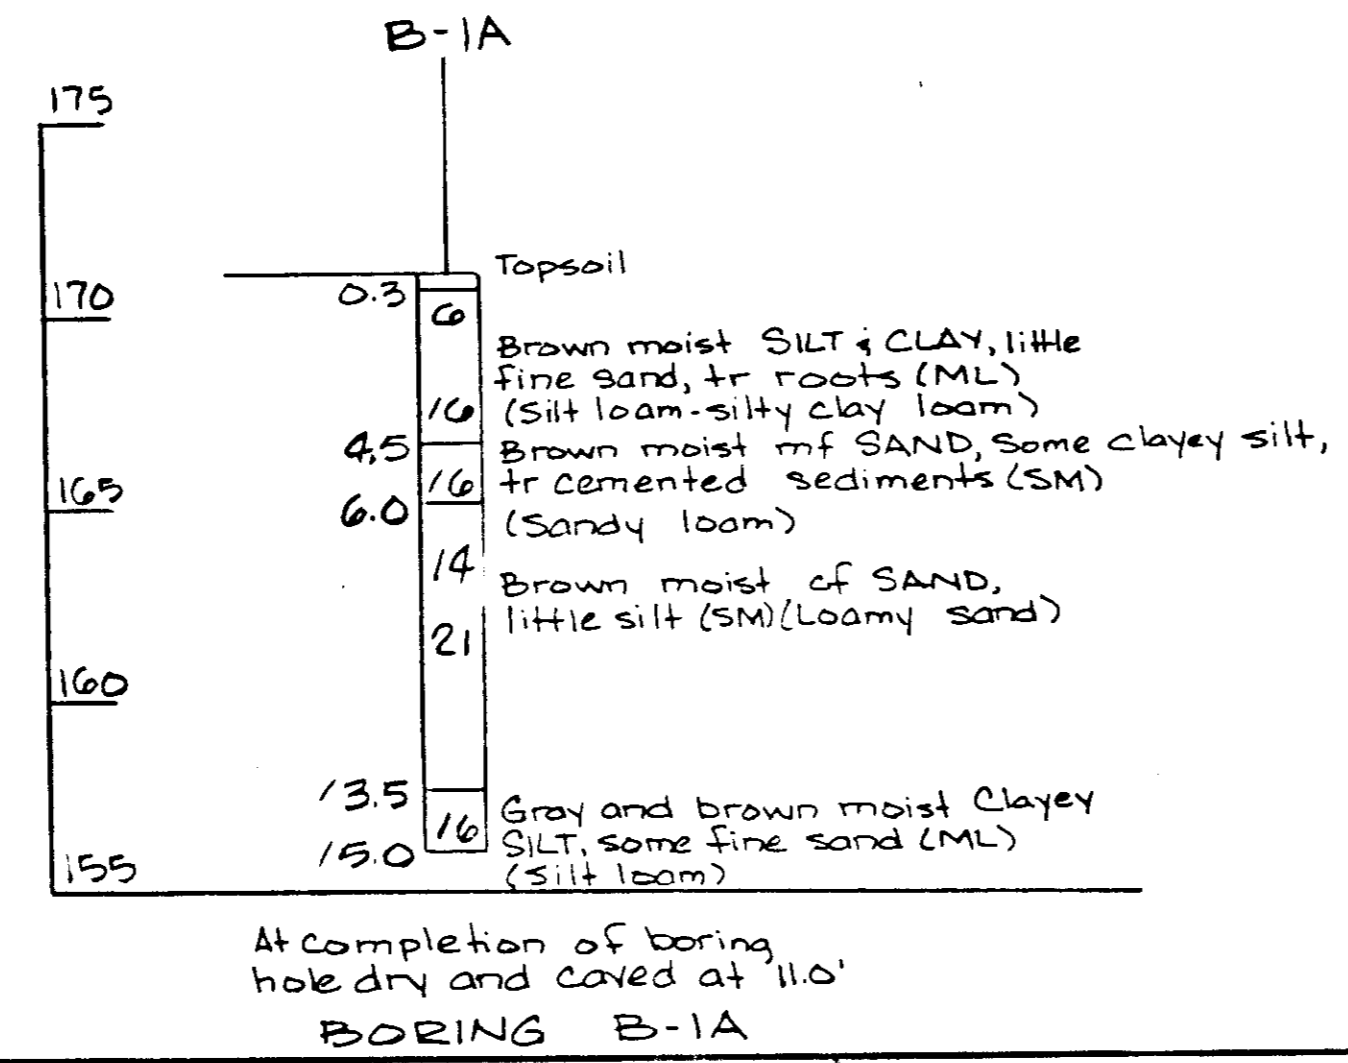 B-1A
175
Topsoil
0.3
170
6
Brown moist SILT & CLAY, little
fine sand, tr roots (ML)
16
(Silt loam-silty clay loam)
4.5
Brown moist mf SAND, Some clayey silt,
165
16
tr cemented sediments (SM)
6.0
(Sandy loam)
14
Brown moist cf SAND,
little silt (SM)(Loamy sand)
21
160
13.5
Gray and brown moist Clayey
16
SILT, some fine sand (ML)
15.0
(Silt loam)
155
At completion of boring
hole dry and caved at 11.0'
BORING B-1A